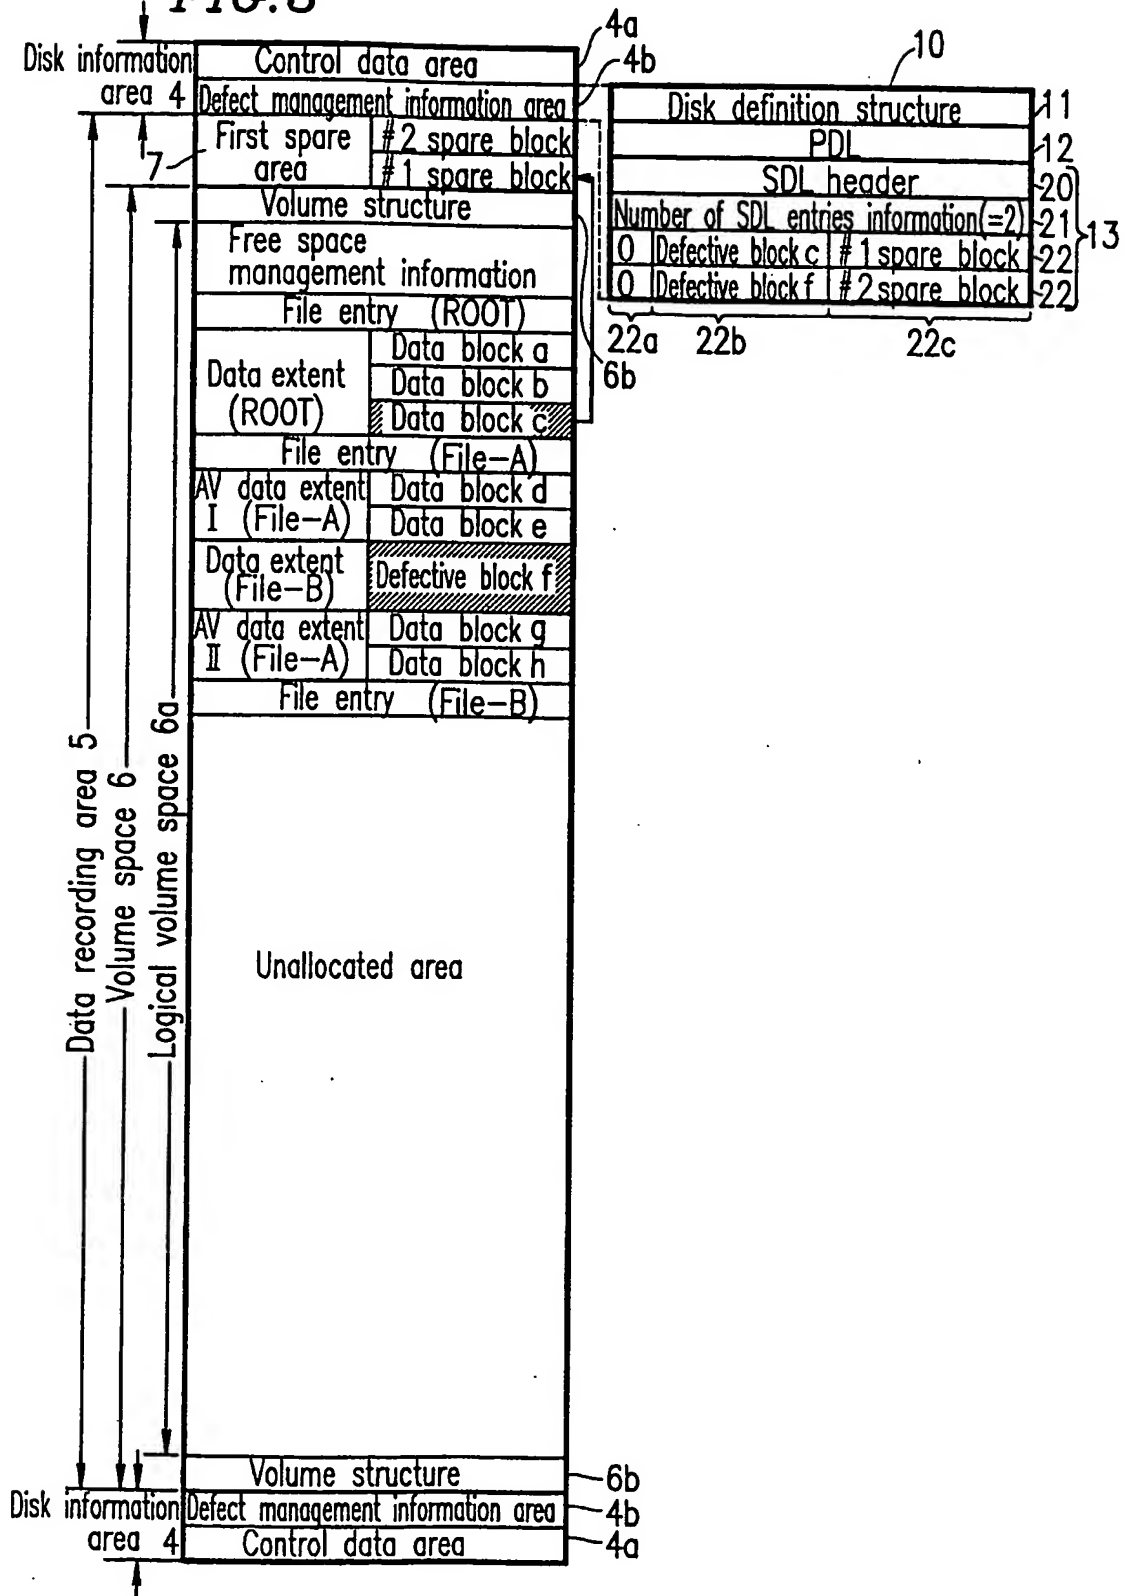 FIG.8
Disk information
area 4
Control data area
4a
4b
Defect management information area
First spare
area
7
#2 spare block
#1 spare block
Volume structure
Free space
management information
File entry (ROOT)
Data extent
(ROOT)
Data block a
Data block b
Data block c
6b
File entry (File-A)
AV data extent
I (File-A)
Data block d
Data block e
Data extent
(File-B)
Defective block f
AV data extent
II (File-A)
Data block g
Data block h
File entry (File-B)
Data recording area 5
Volume space 6
Logical volume space 6a
Unallocated area
Volume structure
6b
Disk information
area 4
Defect management information area
4b
Control data area
4a
10
Disk definition structure
11
PDL
12
SDL header
20
Number of SDL entries information(=2)
21
13
0 Defective block c #1 spare block
22
0 Defective block f #2 spare block
22
22a 22b 22c